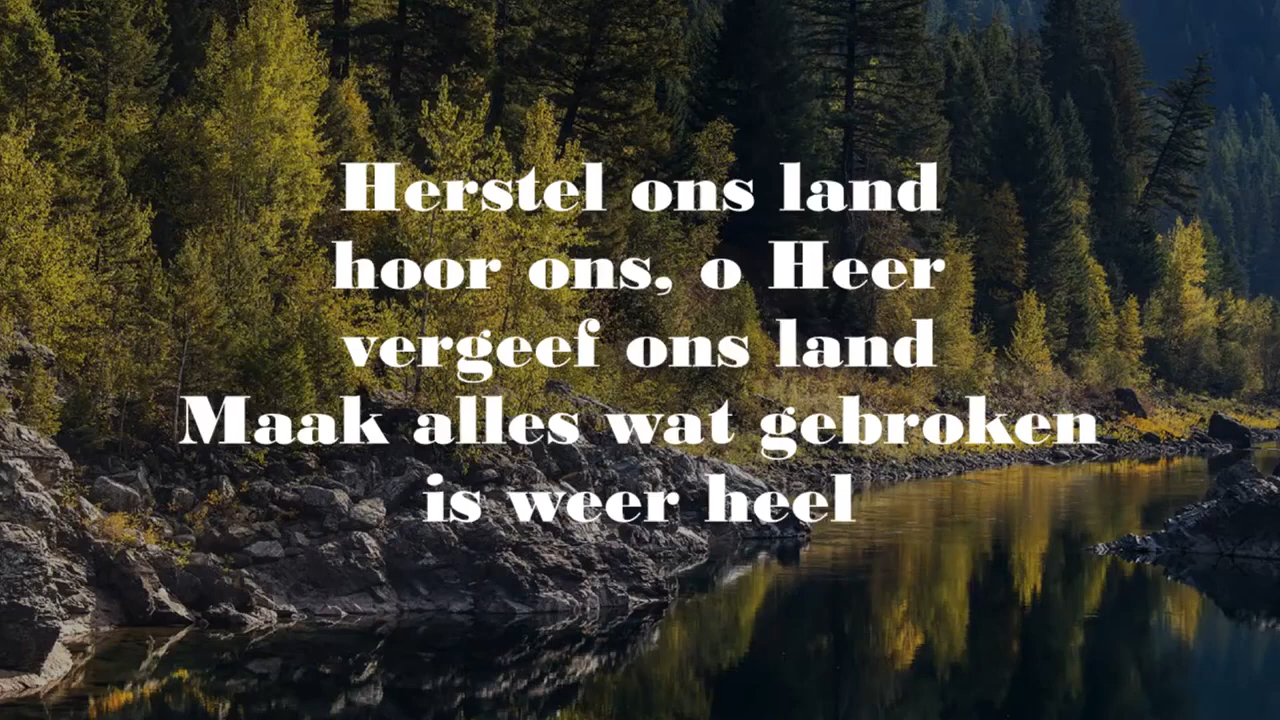 Herstel ons land
hoor ons, o Heer
vergeef ons land
Maak alles wat gebroken
is weer heel